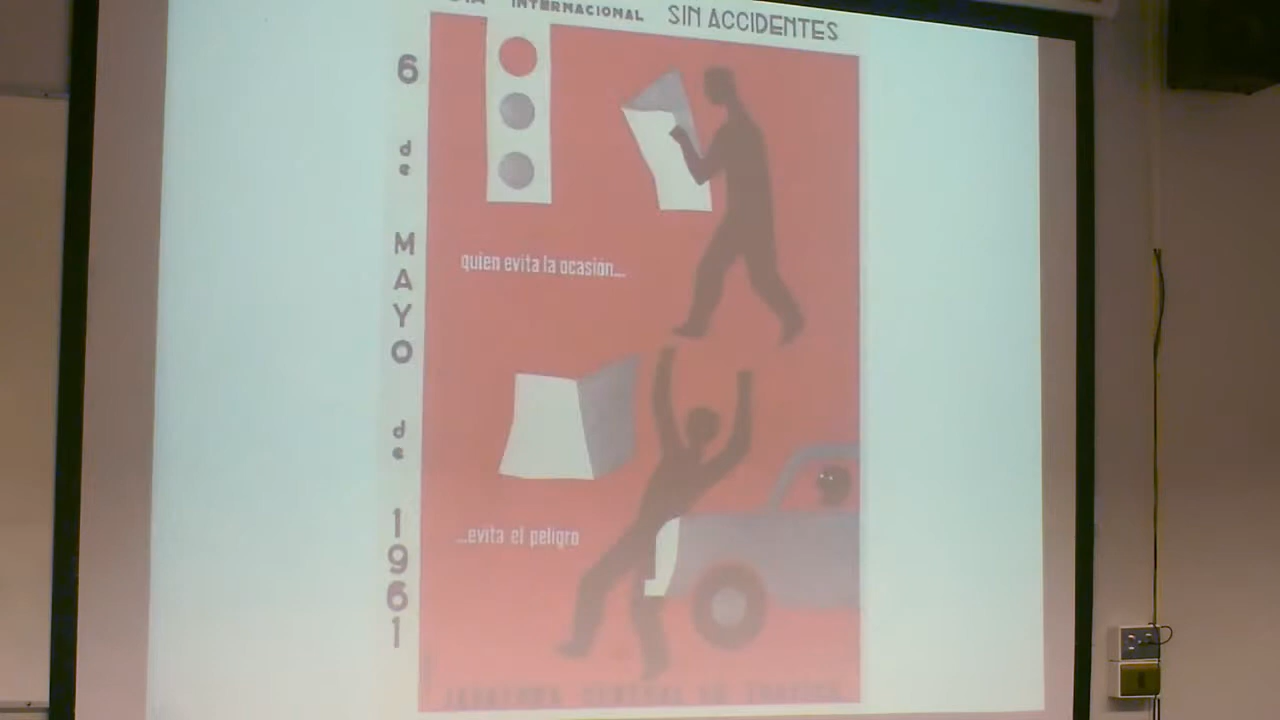 INTERNACIONAL SIN ACCIDENTES
6
de
MAYO
de
1961
quien evita la ocasión...
...evita el peligro